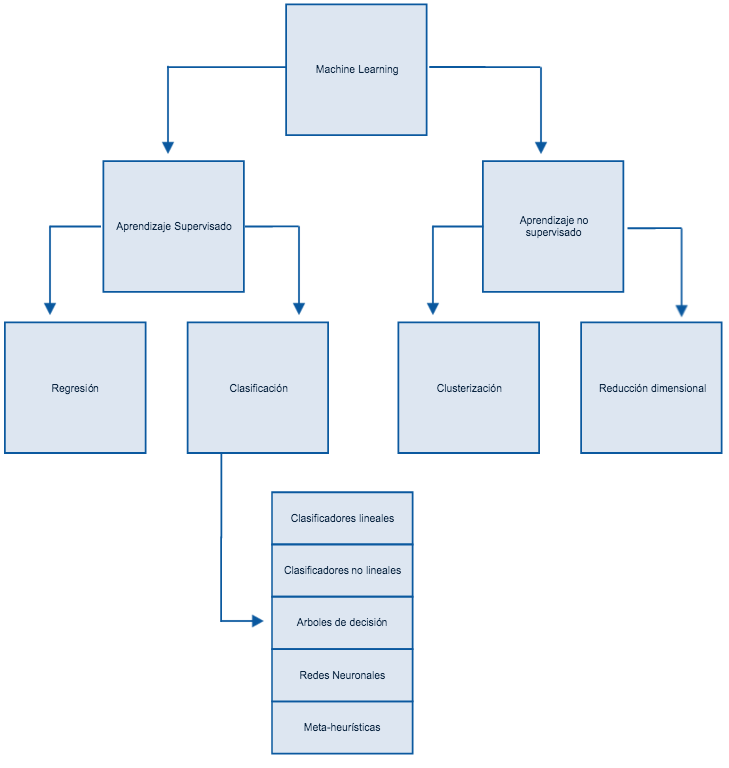 Machine Learning
Aprendizaje Supervisado
Aprendizaje no
supervisado
Regresión
Clasificación
Clusterización
Reducción dimensional
Clasificadores lineales
Clasificadores no lineales
Arboles de decisión
Redes Neuronales
Meta-heurísticas